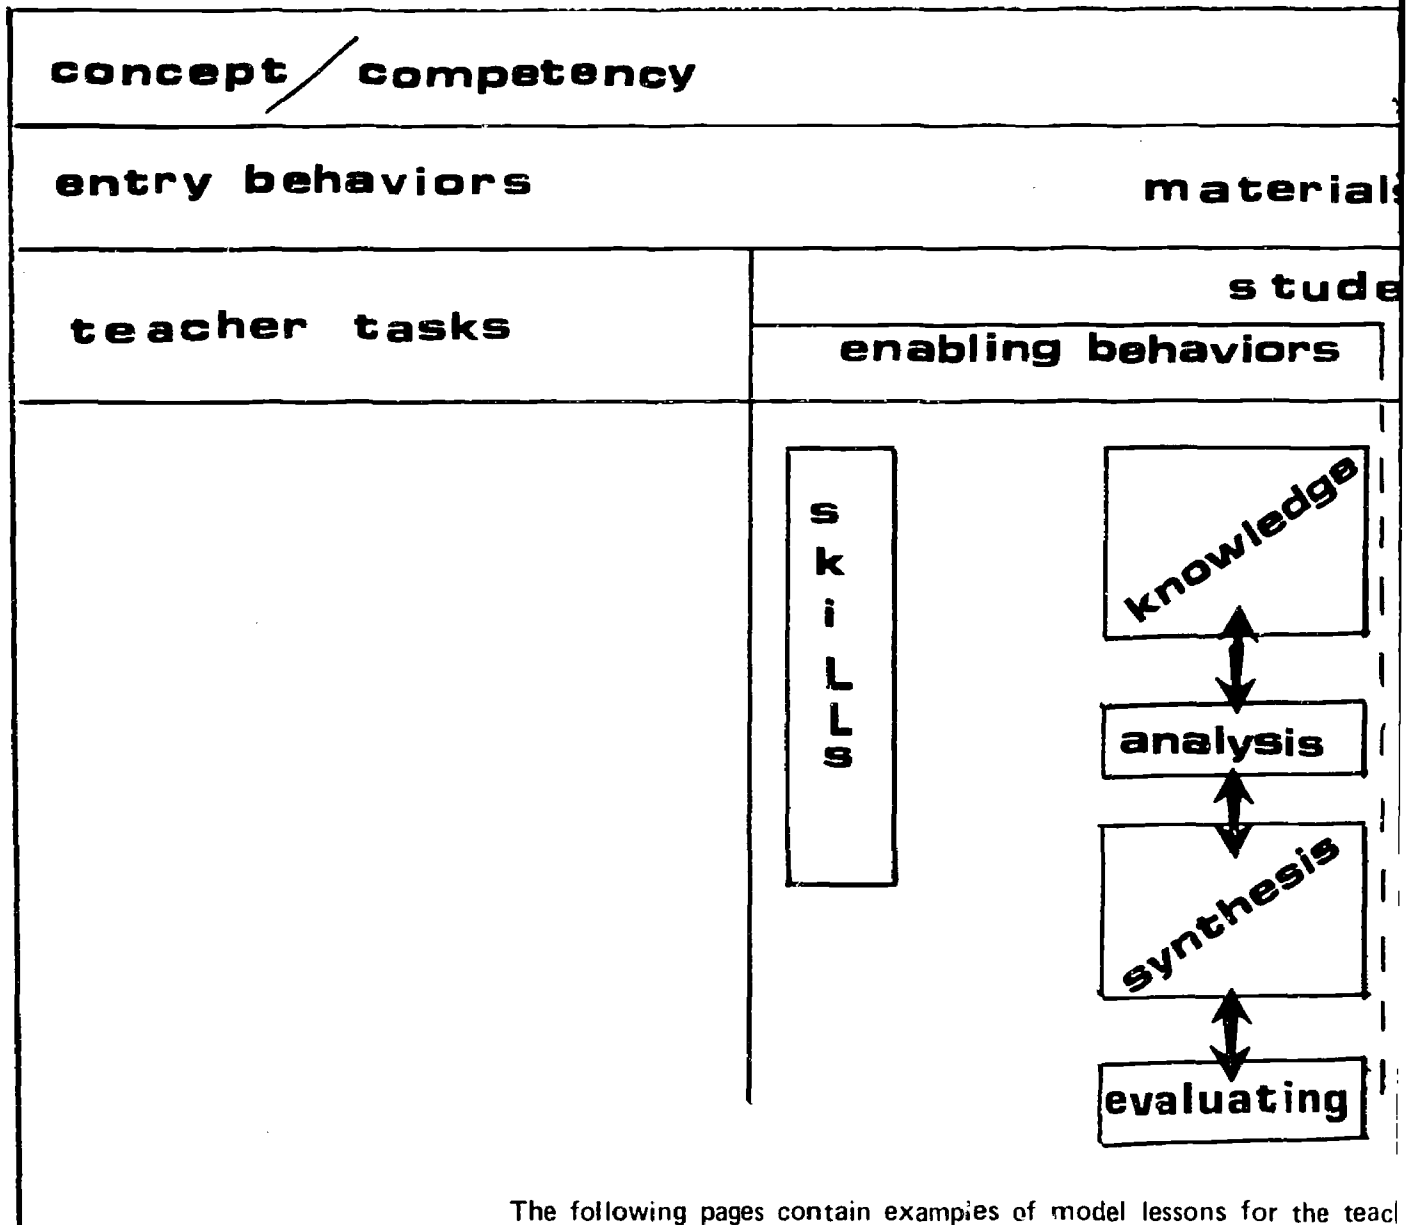 concept/competency
entry behaviors materials
stude
teacher tasks
enabling behaviors
skiLLs
knowledge
analysis
synthesis
evaluating
The following pages contain examples of model lessons for the teac